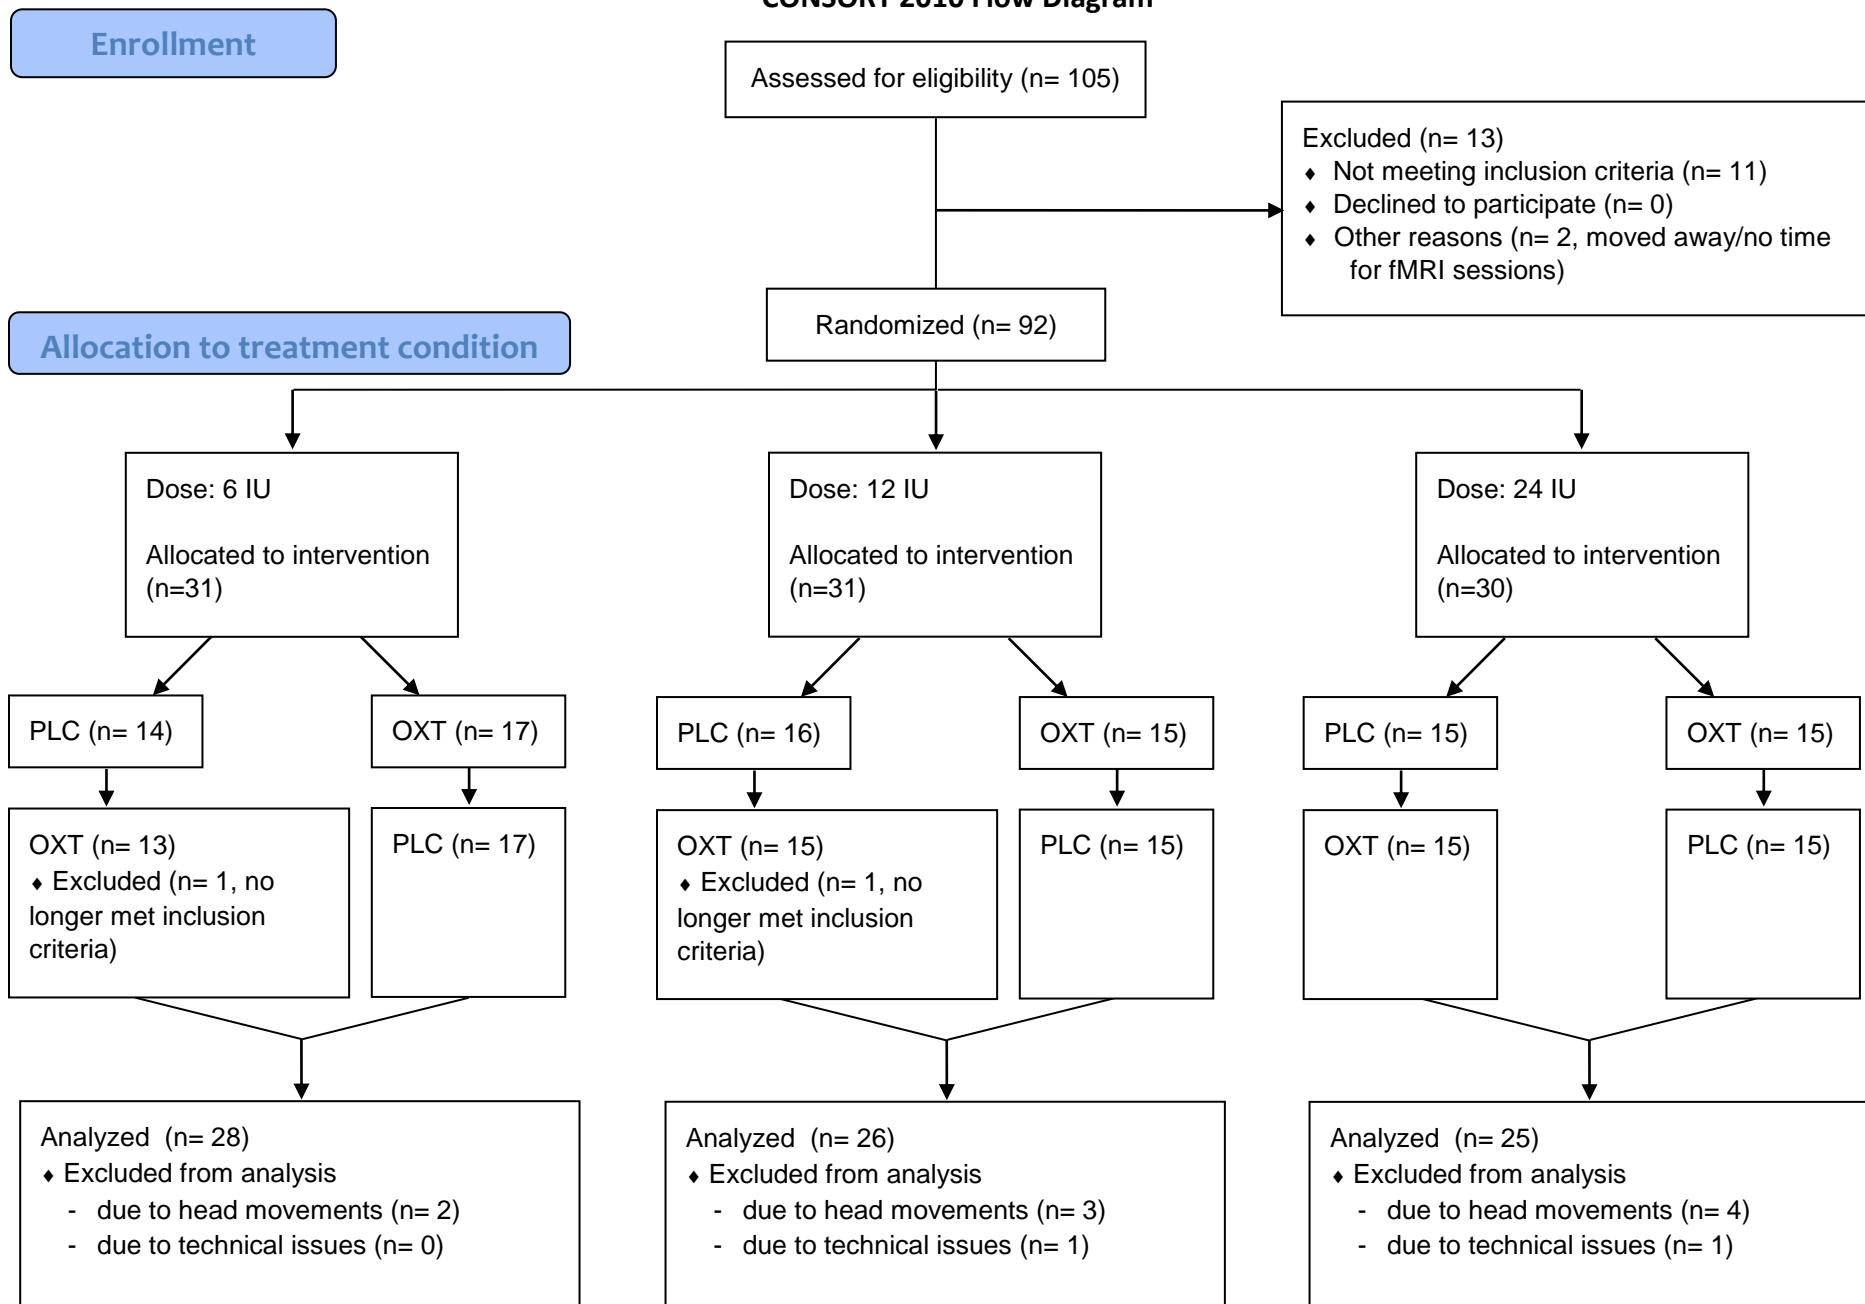 CONSORT 2010 Flow Diagram
Enrollment
Assessed for eligibility (n= 105)
Excluded (n= 13)
♦ Not meeting inclusion criteria (n= 11)
♦ Declined to participate (n= 0)
♦ Other reasons (n= 2, moved away/no time
for fMRI sessions)
Randomized (n= 92)
Allocation to treatment condition
Dose: 6 IU
Allocated to intervention
(n=31)
Dose: 12 IU
Allocated to intervention
(n=31)
Dose: 24 IU
Allocated to intervention
(n=30)
PLC (n= 14)
OXT (n= 17)
PLC (n= 16)
OXT (n= 15)
PLC (n= 15)
OXT (n= 15)
OXT (n= 13)
♦ Excluded (n= 1, no
longer met inclusion
criteria)
PLC (n= 17)
OXT (n= 15)
♦ Excluded (n= 1, no
longer met inclusion
criteria)
PLC (n= 15)
OXT (n= 15)
PLC (n= 15)
Analyzed (n= 28)
♦ Excluded from analysis
- due to head movements (n= 2)
- due to technical issues (n= 0)
Analyzed (n= 26)
♦ Excluded from analysis
- due to head movements (n= 3)
- due to technical issues (n= 1)
Analyzed (n= 25)
♦ Excluded from analysis
- due to head movements (n= 4)
- due to technical issues (n= 1)